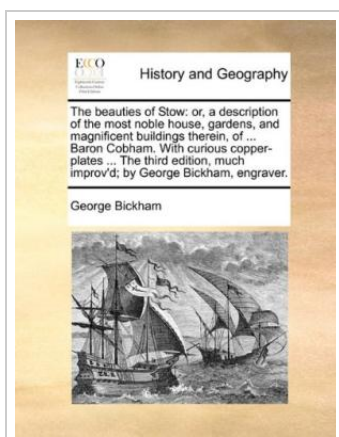 ECCO
History and Geography
The beauties of Stow: or, a description
of the most noble house, gardens, and
magnificent buildings therein, of ...
Baron Cobham. With curious copper-
plates ... The third edition, much
improv'd; by George Bickham, engraver.
George Bickham